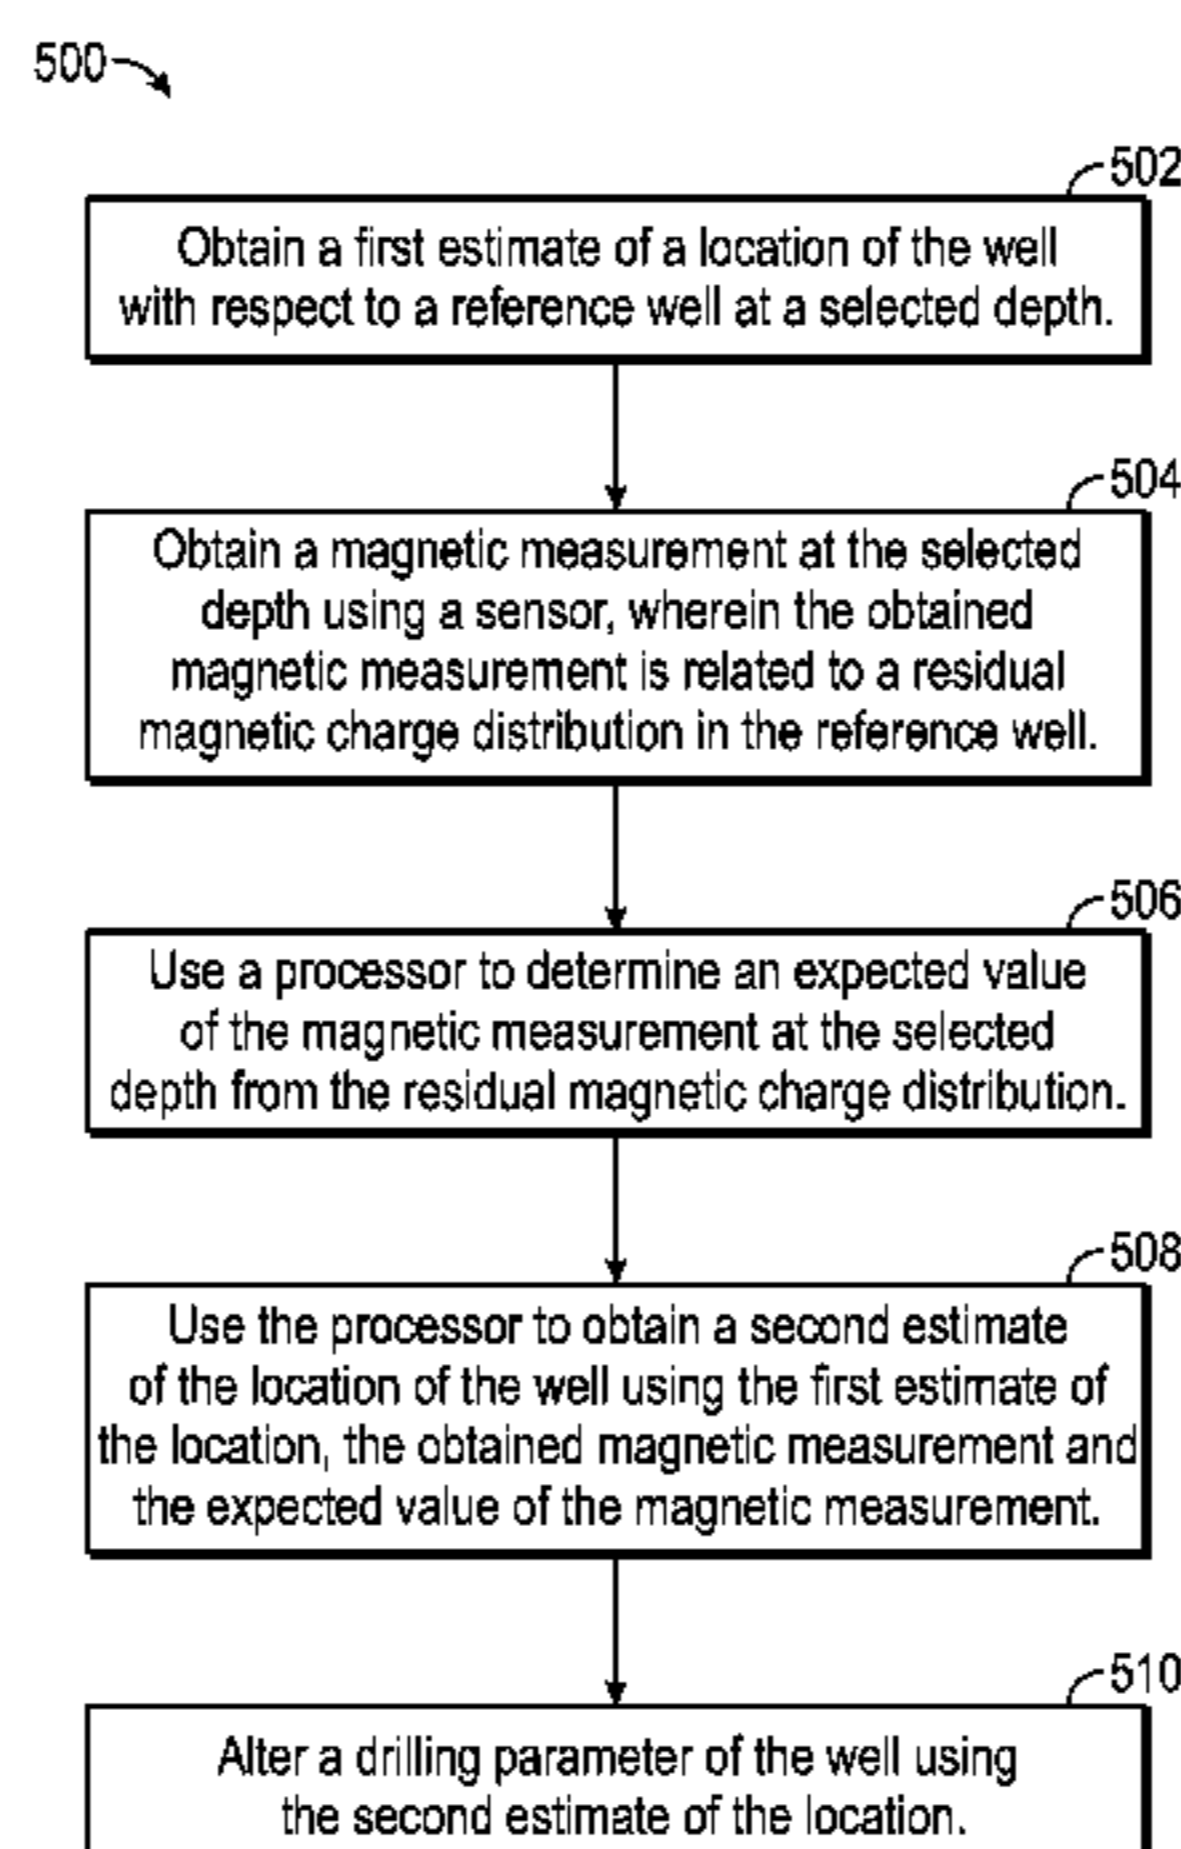 500
502
Obtain a first estimate of a location of the well
with respect to a reference well at a selected depth.
504
Obtain a magnetic measurement at the selected
depth using a sensor, wherein the obtained
magnetic measurement is related to a residual
magnetic charge distribution in the reference well.
506
Use a processor to determine an expected value
of the magnetic measurement at the selected
depth from the residual magnetic charge distribution.
508
Use the processor to obtain a second estimate
of the location of the well using the first estimate of
the location, the obtained magnetic measurement and
the expected value of the magnetic measurement.
510
Alter a drilling parameter of the well using
the second estimate of the location.